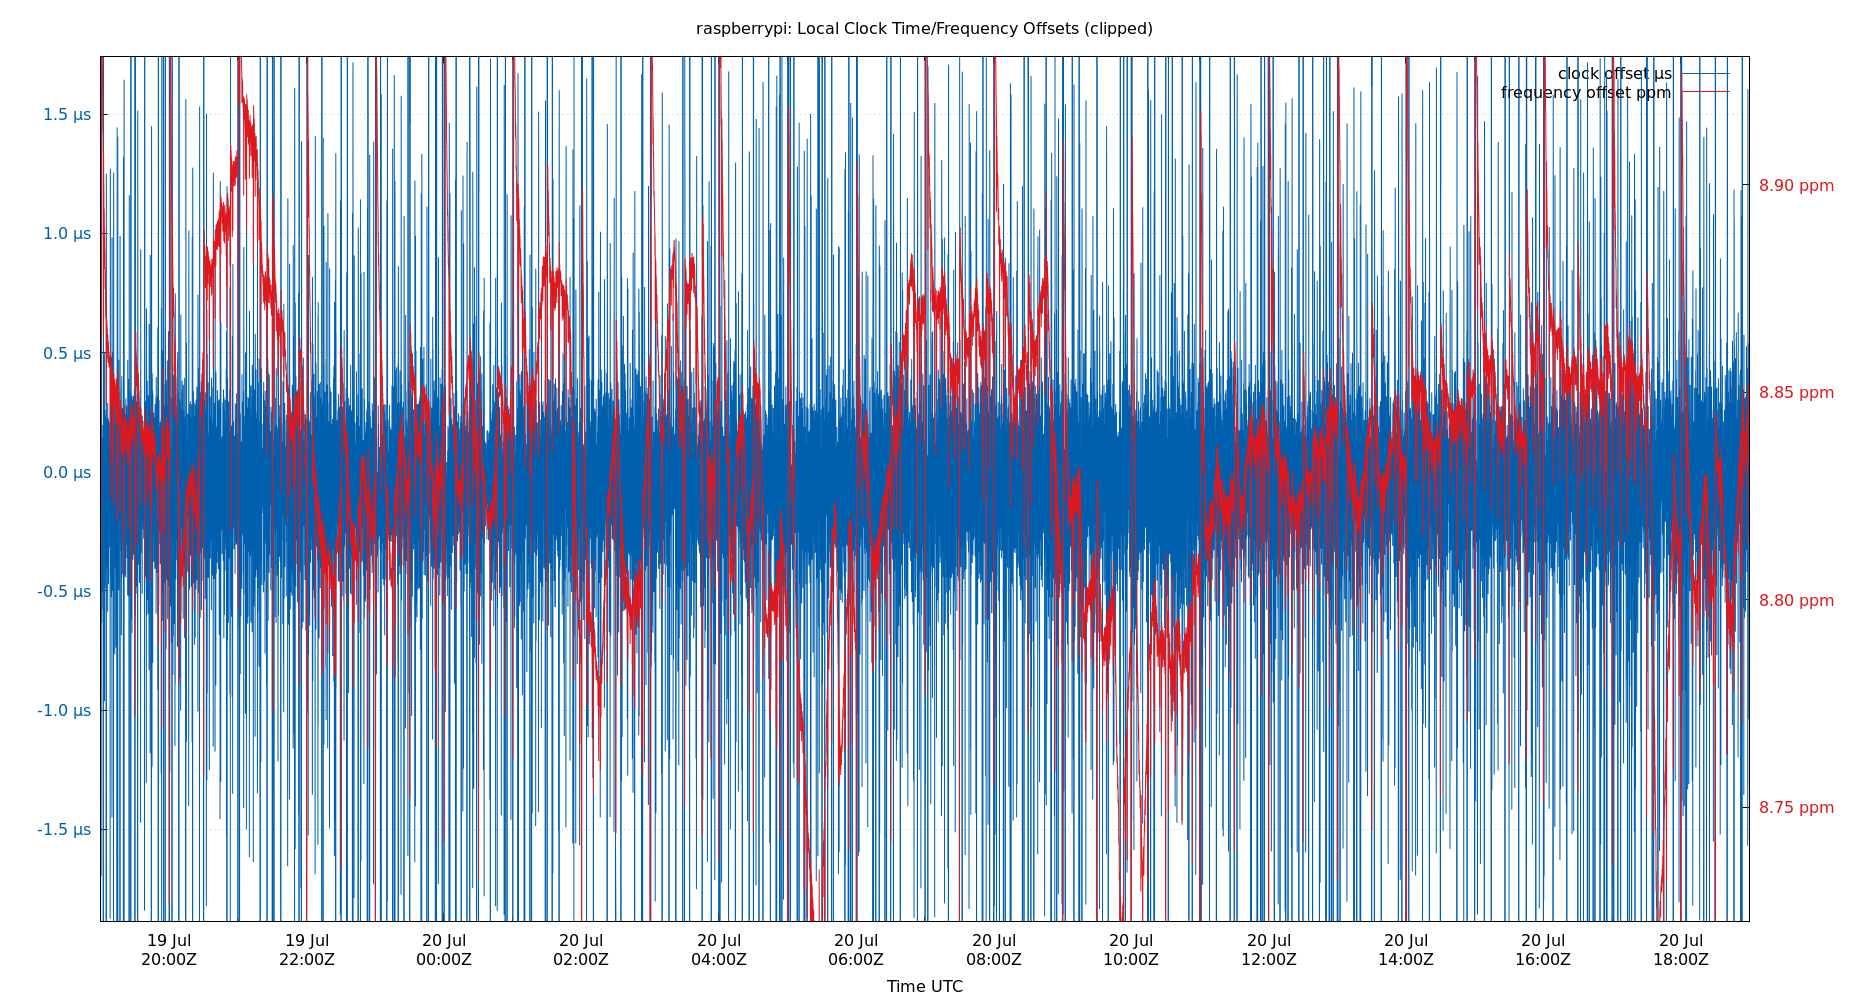 raspberrypi: Local Clock Time/Frequency Offsets (clipped)
clock offset µs
frequency offset ppm
1.5 µs
1.0 µs
0.5 µs
0.0 µs
-0.5 µs
-1.0 µs
-1.5 µs
8.90 ppm
8.85 ppm
8.80 ppm
8.75 ppm
19 Jul 19 Jul 20 Jul 20 Jul 20 Jul 20 Jul 20 Jul 20 Jul 20 Jul 20 Jul 20 Jul 20 Jul
20:00Z 22:00Z 00:00Z 02:00Z 04:00Z 06:00Z 08:00Z 10:00Z 12:00Z 14:00Z 16:00Z 18:00Z
Time UTC